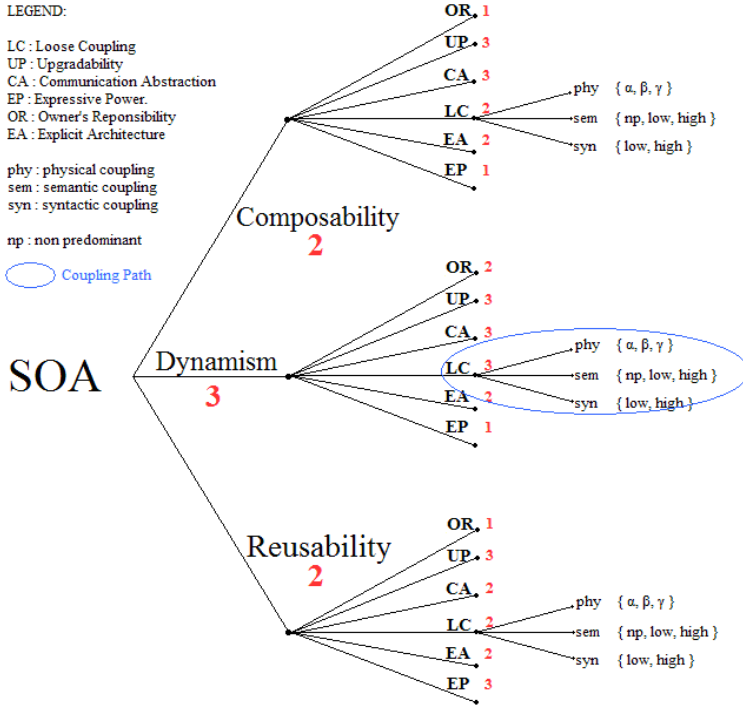 LEGEND:
LC : Loose Coupling
UP : Upgradability
CA : Communication Abstraction
EP : Expressive Power.
OR : Owner's Reponsibility
EA : Explicit Architecture
phy : physical coupling
sem : semantic coupling
syn : syntactic coupling
np : non predominant
Coupling Path
SOA
Composability
2
OR 1
UP 3
CA 3
LC 2
EA 2
EP 1
phy { α, β, γ }
sem { np, low, high }
syn { low, high }
Dynamism
3
OR 2
UP 3
CA 3
LC 3
EA 2
EP 1
phy { α, β, γ }
sem { np, low, high }
syn { low, high }
Reusability
2
OR 1
UP 3
CA 2
LC 2
EA 2
EP 3
phy { α, β, γ }
sem { np, low, high }
syn { low, high }